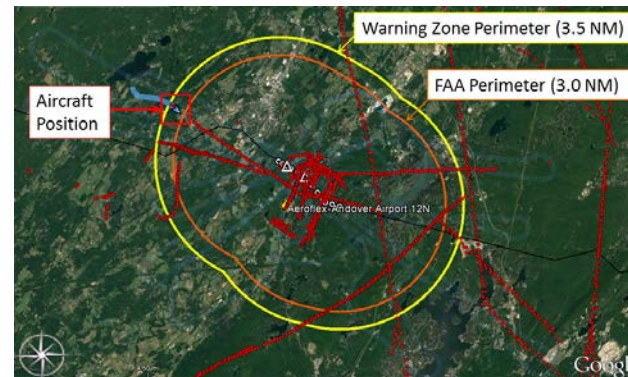 Warning Zone Perimeter (3.5 NM)
FAA Perimeter (3.0 NM)
Aircraft
Position
Aeroflex-Andover Airport 12N
Google